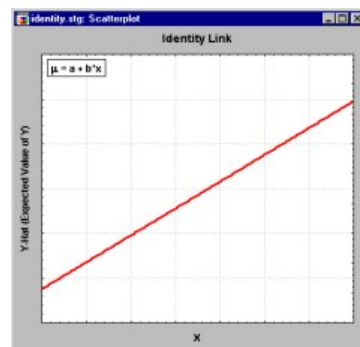 identity.stg: Scatterplot
Identity Link
μ = a + b*x
Y-Hat (Expected Value of Y)
X